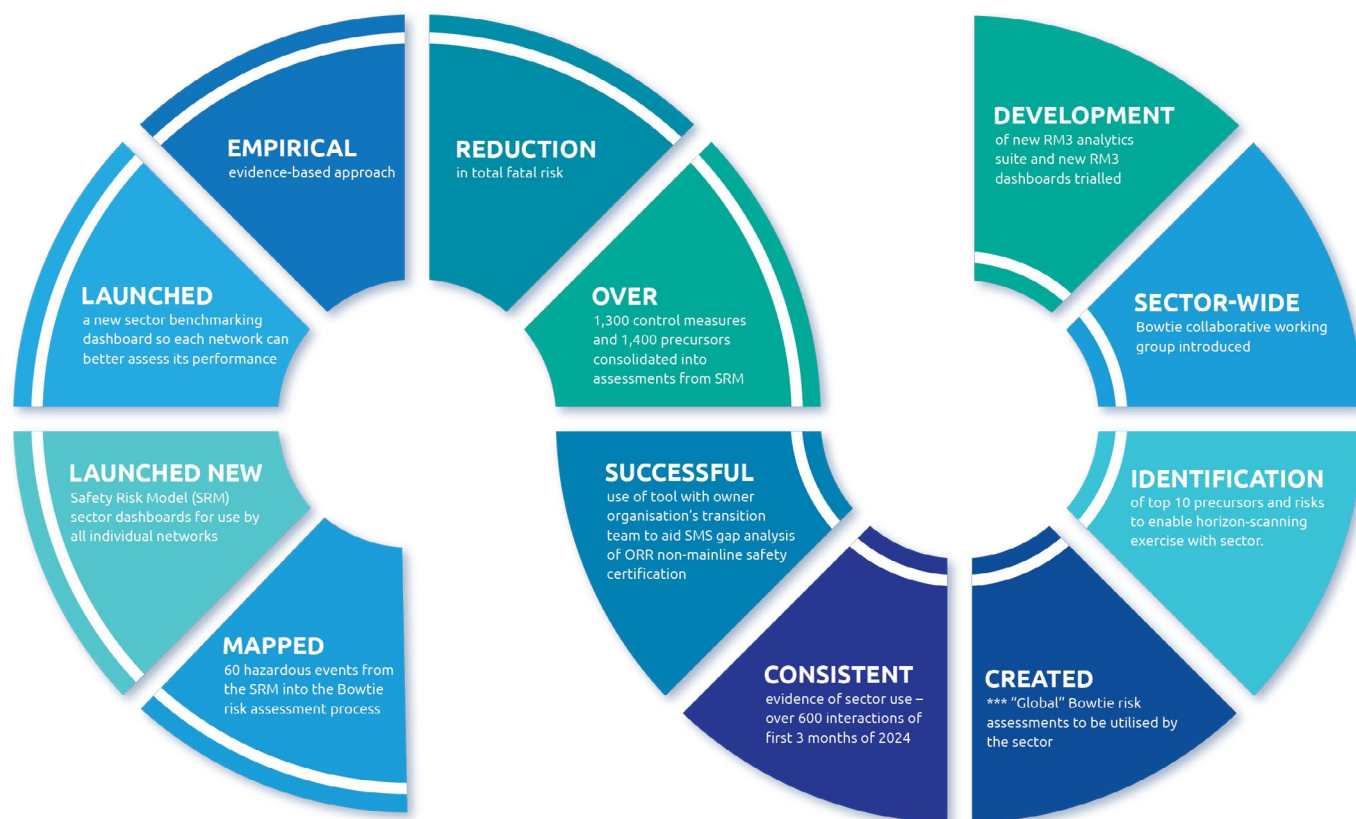 MAPPED
60 hazardous events from
the SRM into the Bowtie
risk assessment process
LAUNCHED NEW
Safety Risk Model (SRM)
sector dashboards for use by
all individual networks
LAUNCHED
a new sector benchmarking
dashboard so each network can
better assess its performance
EMPIRICAL
evidence-based approach
REDUCTION
in total fatal risk
OVER
1,300 control measures
and 1,400 precursors
consolidated into
assessments from SRM
SUCCESSFUL
use of tool with owner
organisation’s transition
team to aid SMS gap analysis
of ORR non-mainline safety
certification
CONSISTENT
evidence of sector use –
over 600 interactions of
first 3 months of 2024
CREATED
*** “Global” Bowtie risk
assessments to be utilised by
the sector
IDENTIFICATION
of top 10 precursors and risks
to enable horizon-scanning
exercise with sector.
SECTOR-WIDE
Bowtie collaborative working
group introduced
DEVELOPMENT
of new RM3 analytics
suite and new RM3
dashboards trialled